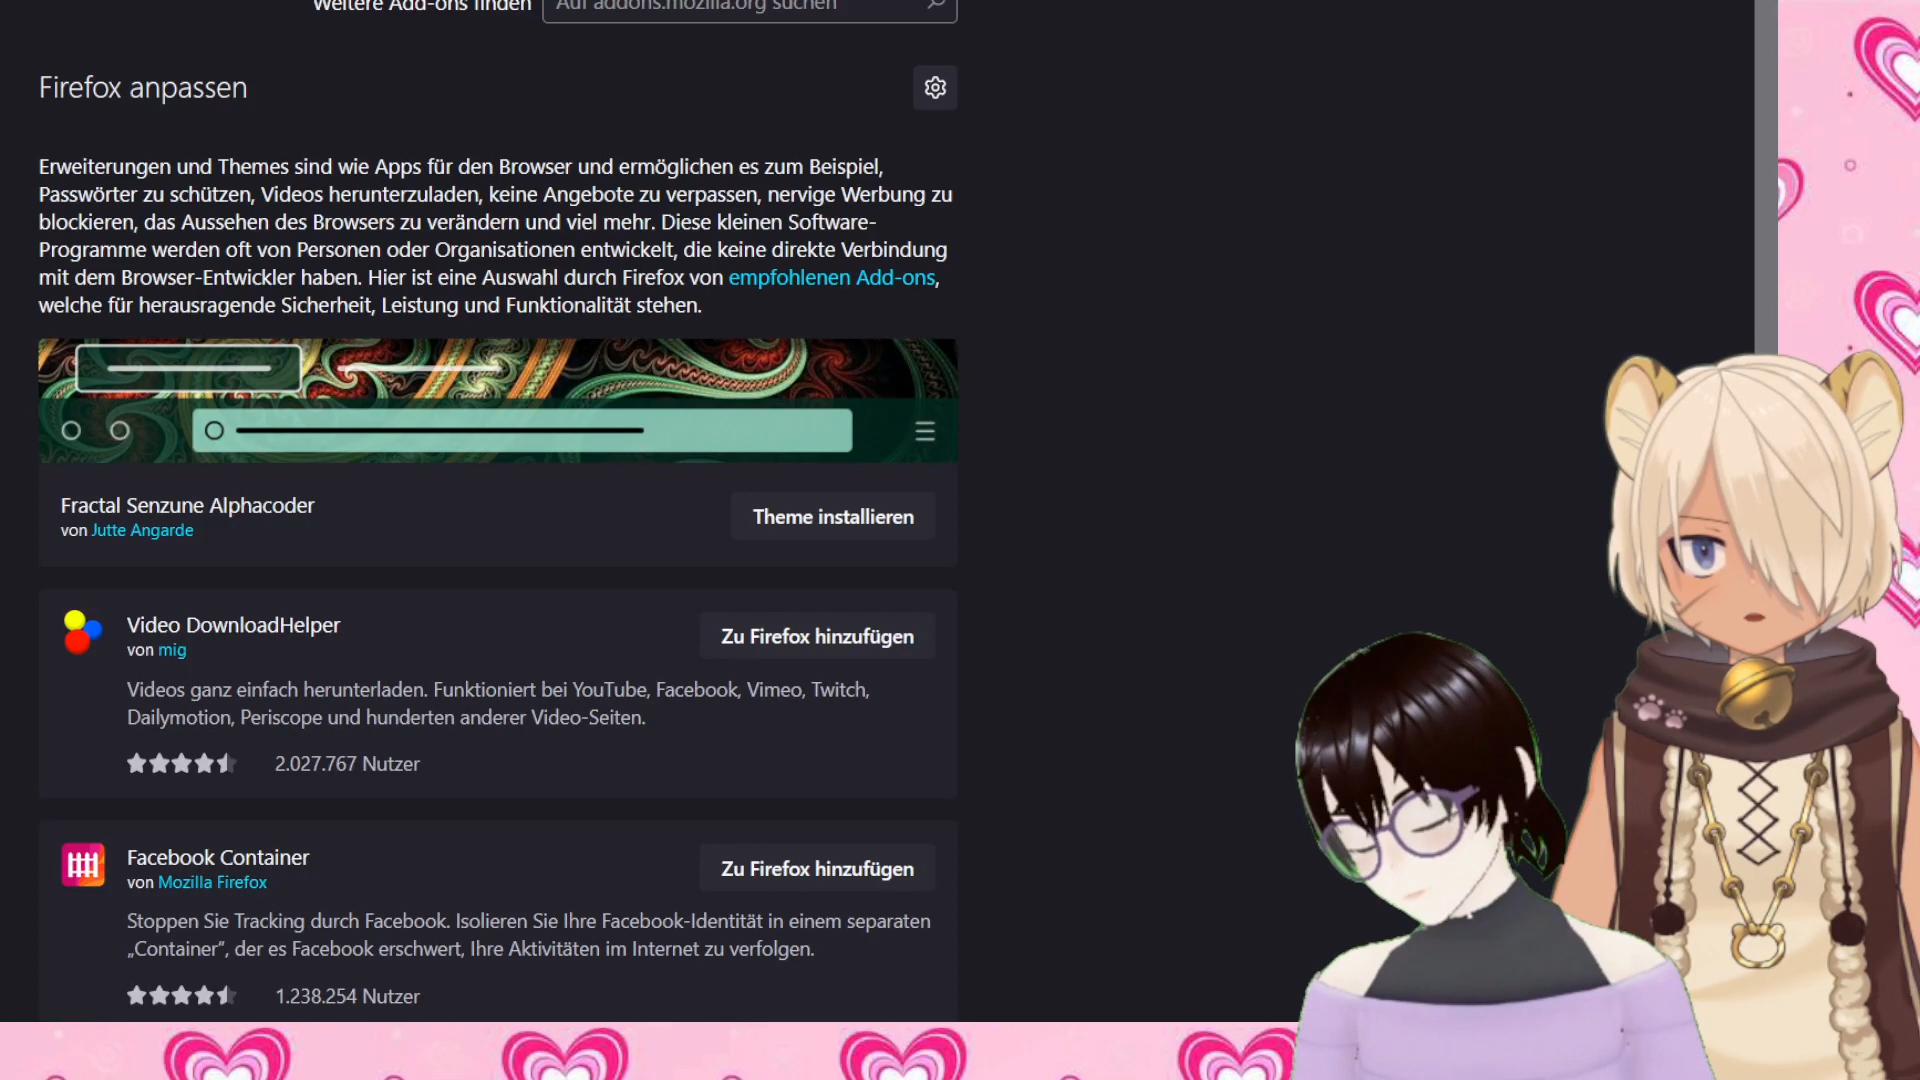 Weitere Add-ons finden
Auf addons.mozilla.org suchen
Firefox anpassen
Erweiterungen und Themes sind wie Apps für den Browser und ermöglichen es zum Beispiel,
Passwörter zu schützen, Videos herunterzuladen, keine Angebote zu verpassen, nervige Werbung zu
blockieren, das Aussehen des Browsers zu verändern und viel mehr. Diese kleinen Software-
Programme werden oft von Personen oder Organisationen entwickelt, die keine direkte Verbindung
mit dem Browser-Entwickler haben. Hier ist eine Auswahl durch Firefox von empfohlenen Add-ons,
welche für herausragende Sicherheit, Leistung und Funktionalität stehen.
Fractal Senzune Alphacoder
von Jutte Angarde
Theme installieren
Video DownloadHelper
von mig
Zu Firefox hinzufügen
Videos ganz einfach herunterladen. Funktioniert bei YouTube, Facebook, Vimeo, Twitch,
Dailymotion, Periscope und hunderten anderer Video-Seiten.
2.027.767 Nutzer
Facebook Container
von Mozilla Firefox
Zu Firefox hinzufügen
Stoppen Sie Tracking durch Facebook. Isolieren Sie Ihre Facebook-Identität in einem separaten
„Container“, der es Facebook erschwert, Ihre Aktivitäten im Internet zu verfolgen.
1.238.254 Nutzer